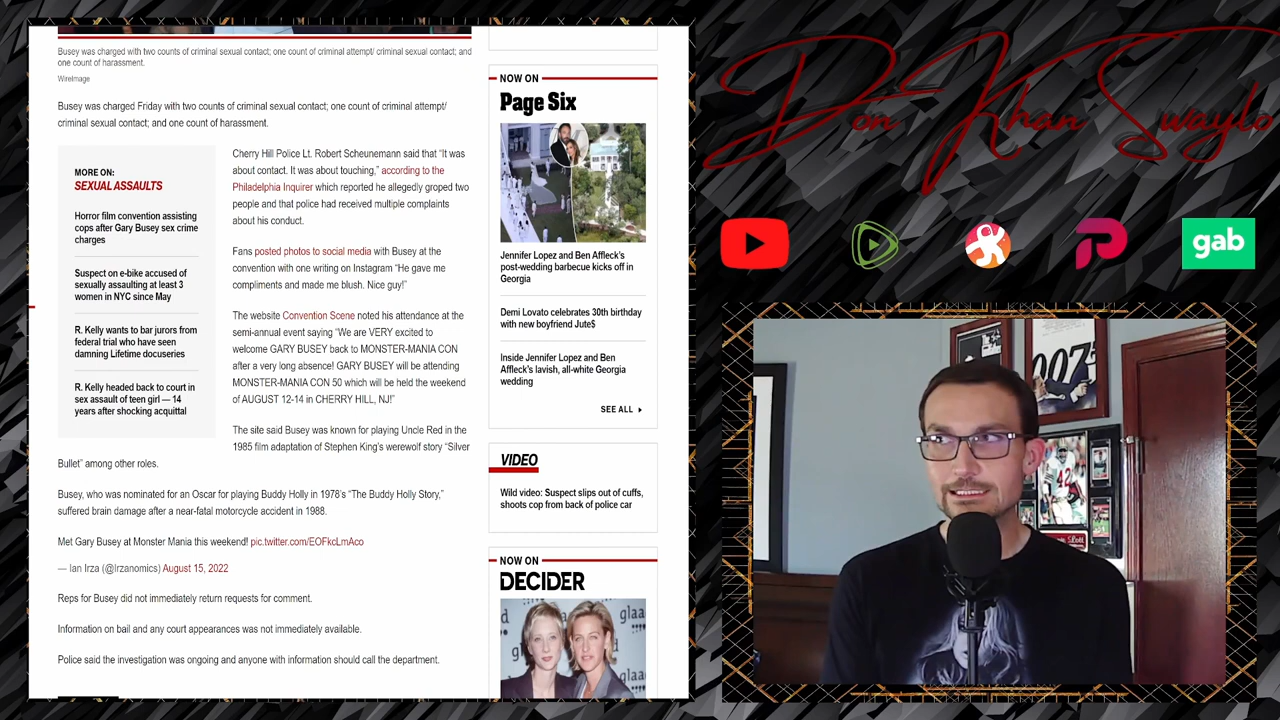 Busey was charged with two counts of criminal sexual contact; one count of criminal attempt/ criminal sexual contact; and
one count of harassment.
WireImage
Busey was charged Friday with two counts of criminal sexual contact; one count of criminal attempt/
criminal sexual contact; and one count of harassment.
MORE ON:
SEXUAL ASSAULTS
Horror film convention assisting
cops after Gary Busey sex crime
charges
Suspect on e-bike accused of
sexually assaulting at least 3
women in NYC since May
R. Kelly wants to bar jurors from
federal trial who have seen
damning Lifetime docuseries
R. Kelly headed back to court in
sex assault of teen girl — 14
years after shocking acquittal
Cherry Hill Police Lt. Robert Scheunemann said that “It was
about contact. It was about touching,” according to the
Philadelphia Inquirer which reported he allegedly groped two
people and that police had received multiple complaints
about his conduct.
Fans posted photos to social media with Busey at the
convention with one writing on Instagram “He gave me
compliments and made me blush. Nice guy!”
The website Convention Scene noted his attendance at the
semi-annual event saying “We are VERY excited to
welcome GARY BUSEY back to MONSTER-MANIA CON
after a very long absence! GARY BUSEY will be attending
MONSTER-MANIA CON 50 which will be held the weekend
of AUGUST 12-14 in CHERRY HILL, NJ!”
The site said Busey was known for playing Uncle Red in the
1985 film adaptation of Stephen King’s werewolf story “Silver
Bullet” among other roles.
Busey, who was nominated for an Oscar for playing Buddy Holly in 1978’s “The Buddy Holly Story,”
suffered brain damage after a near-fatal motorcycle accident in 1988.
Met Gary Busey at Monster Mania this weekend! pic.twitter.com/EOFkcLmAco
— Ian Irza (@Irzanomics) August 15, 2022
Reps for Busey did not immediately return requests for comment.
Information on bail and any court appearances was not immediately available.
Police said the investigation was ongoing and anyone with information should call the department.
NOW ON
Page Six
Jennifer Lopez and Ben Affleck’s
post-wedding barbecue kicks off in
Georgia
Demi Lovato celebrates 30th birthday
with new boyfriend Jute$
Inside Jennifer Lopez and Ben
Affleck’s lavish, all-white Georgia
wedding
SEE ALL
VIDEO
Wild video: Suspect slips out of cuffs,
shoots cop from back of police car
NOW ON
DECIDER
glaa
Don Khan Swaylo
gab
007
42
Lott